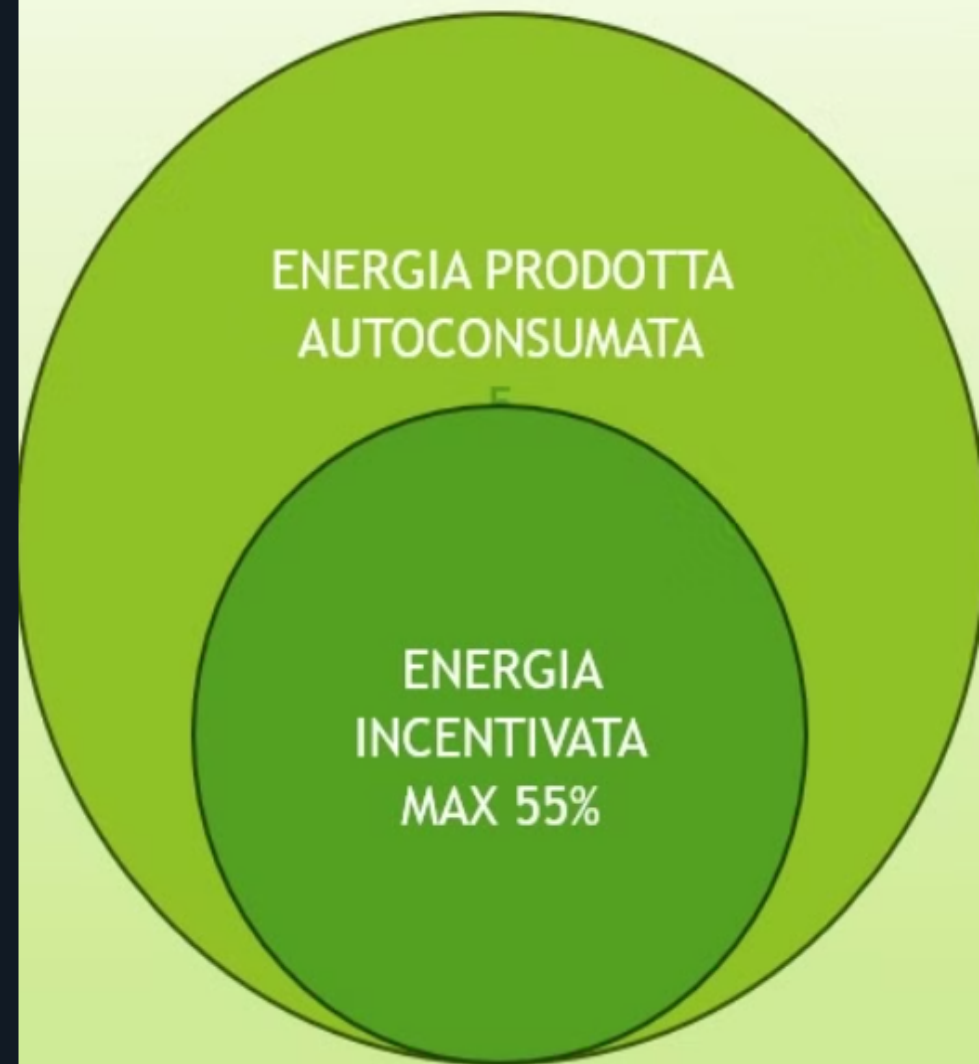 ENERGIA PRODOTTA
AUTOCONSUMATA
ENERGIA
INCENTIVATA
MAX 55%